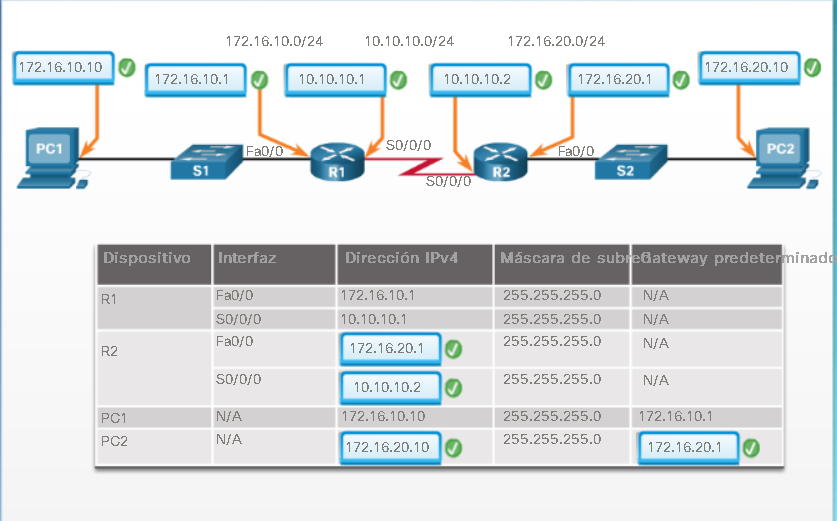 172.16.10.0/24 10.10.10.0/24 172.16.20.0/24
172.16.10.10 172.16.10.1 10.10.10.1 10.10.10.2 172.16.20.1 172.16.20.10
PC1 S1 Fa0/0 R1 S0/0/0 S0/0/0 R2 Fa0/0 S2 PC2
Dispositivo Interfaz Dirección IPv4 Máscara de subred Gateway predeterminado
R1 Fa0/0 172.16.10.1 255.255.255.0 N/A
S0/0/0 10.10.10.1 255.255.255.0 N/A
R2 Fa0/0 172.16.20.1 255.255.255.0 N/A
S0/0/0 10.10.10.2 255.255.255.0 N/A
PC1 N/A 172.16.10.10 255.255.255.0 172.16.10.1
PC2 N/A 172.16.20.10 255.255.255.0 172.16.20.1